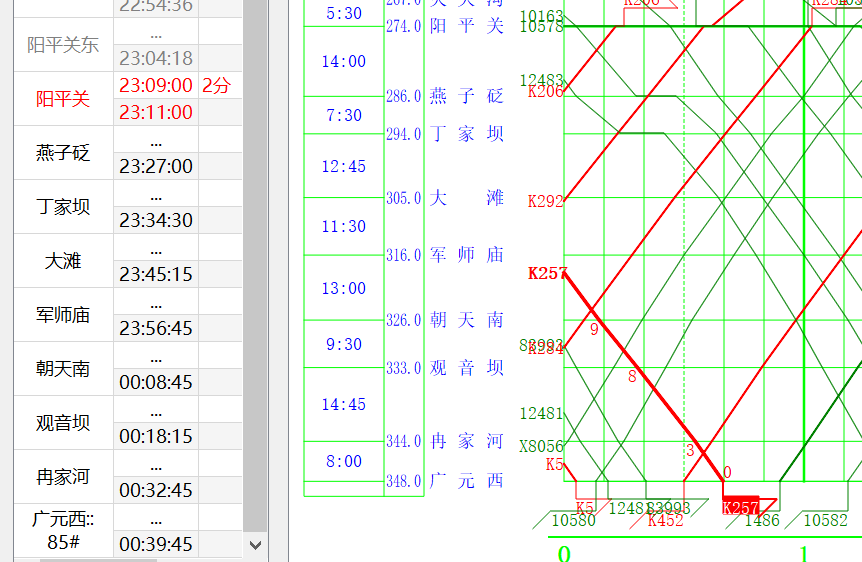 22:54:36
阳平关东
...
23:04:18
阳平关
23:09:00 2分
23:11:00
燕子砭
...
23:27:00
丁家坝
...
23:34:30
大滩
...
23:45:15
军师庙
...
23:56:45
朝天南
...
00:08:45
观音坝
...
00:18:15
冉家河
...
00:32:45
广元西::
85#
...
00:39:45
5:30
274.0 阳平关
14:00
286.0 燕子砭
7:30
294.0 丁家坝
12:45
305.0 大滩
11:30
316.0 军师庙
13:00
326.0 朝天南
9:30
333.0 观音坝
14:45
344.0 冉家河
8:00
348.0 广元西
10163
10578
12483
K206
K292
K257
K284
12481
X8056
K5
9
8
3
0
K5
12481
83993
K257
10580
K452
1486
10582
0
1